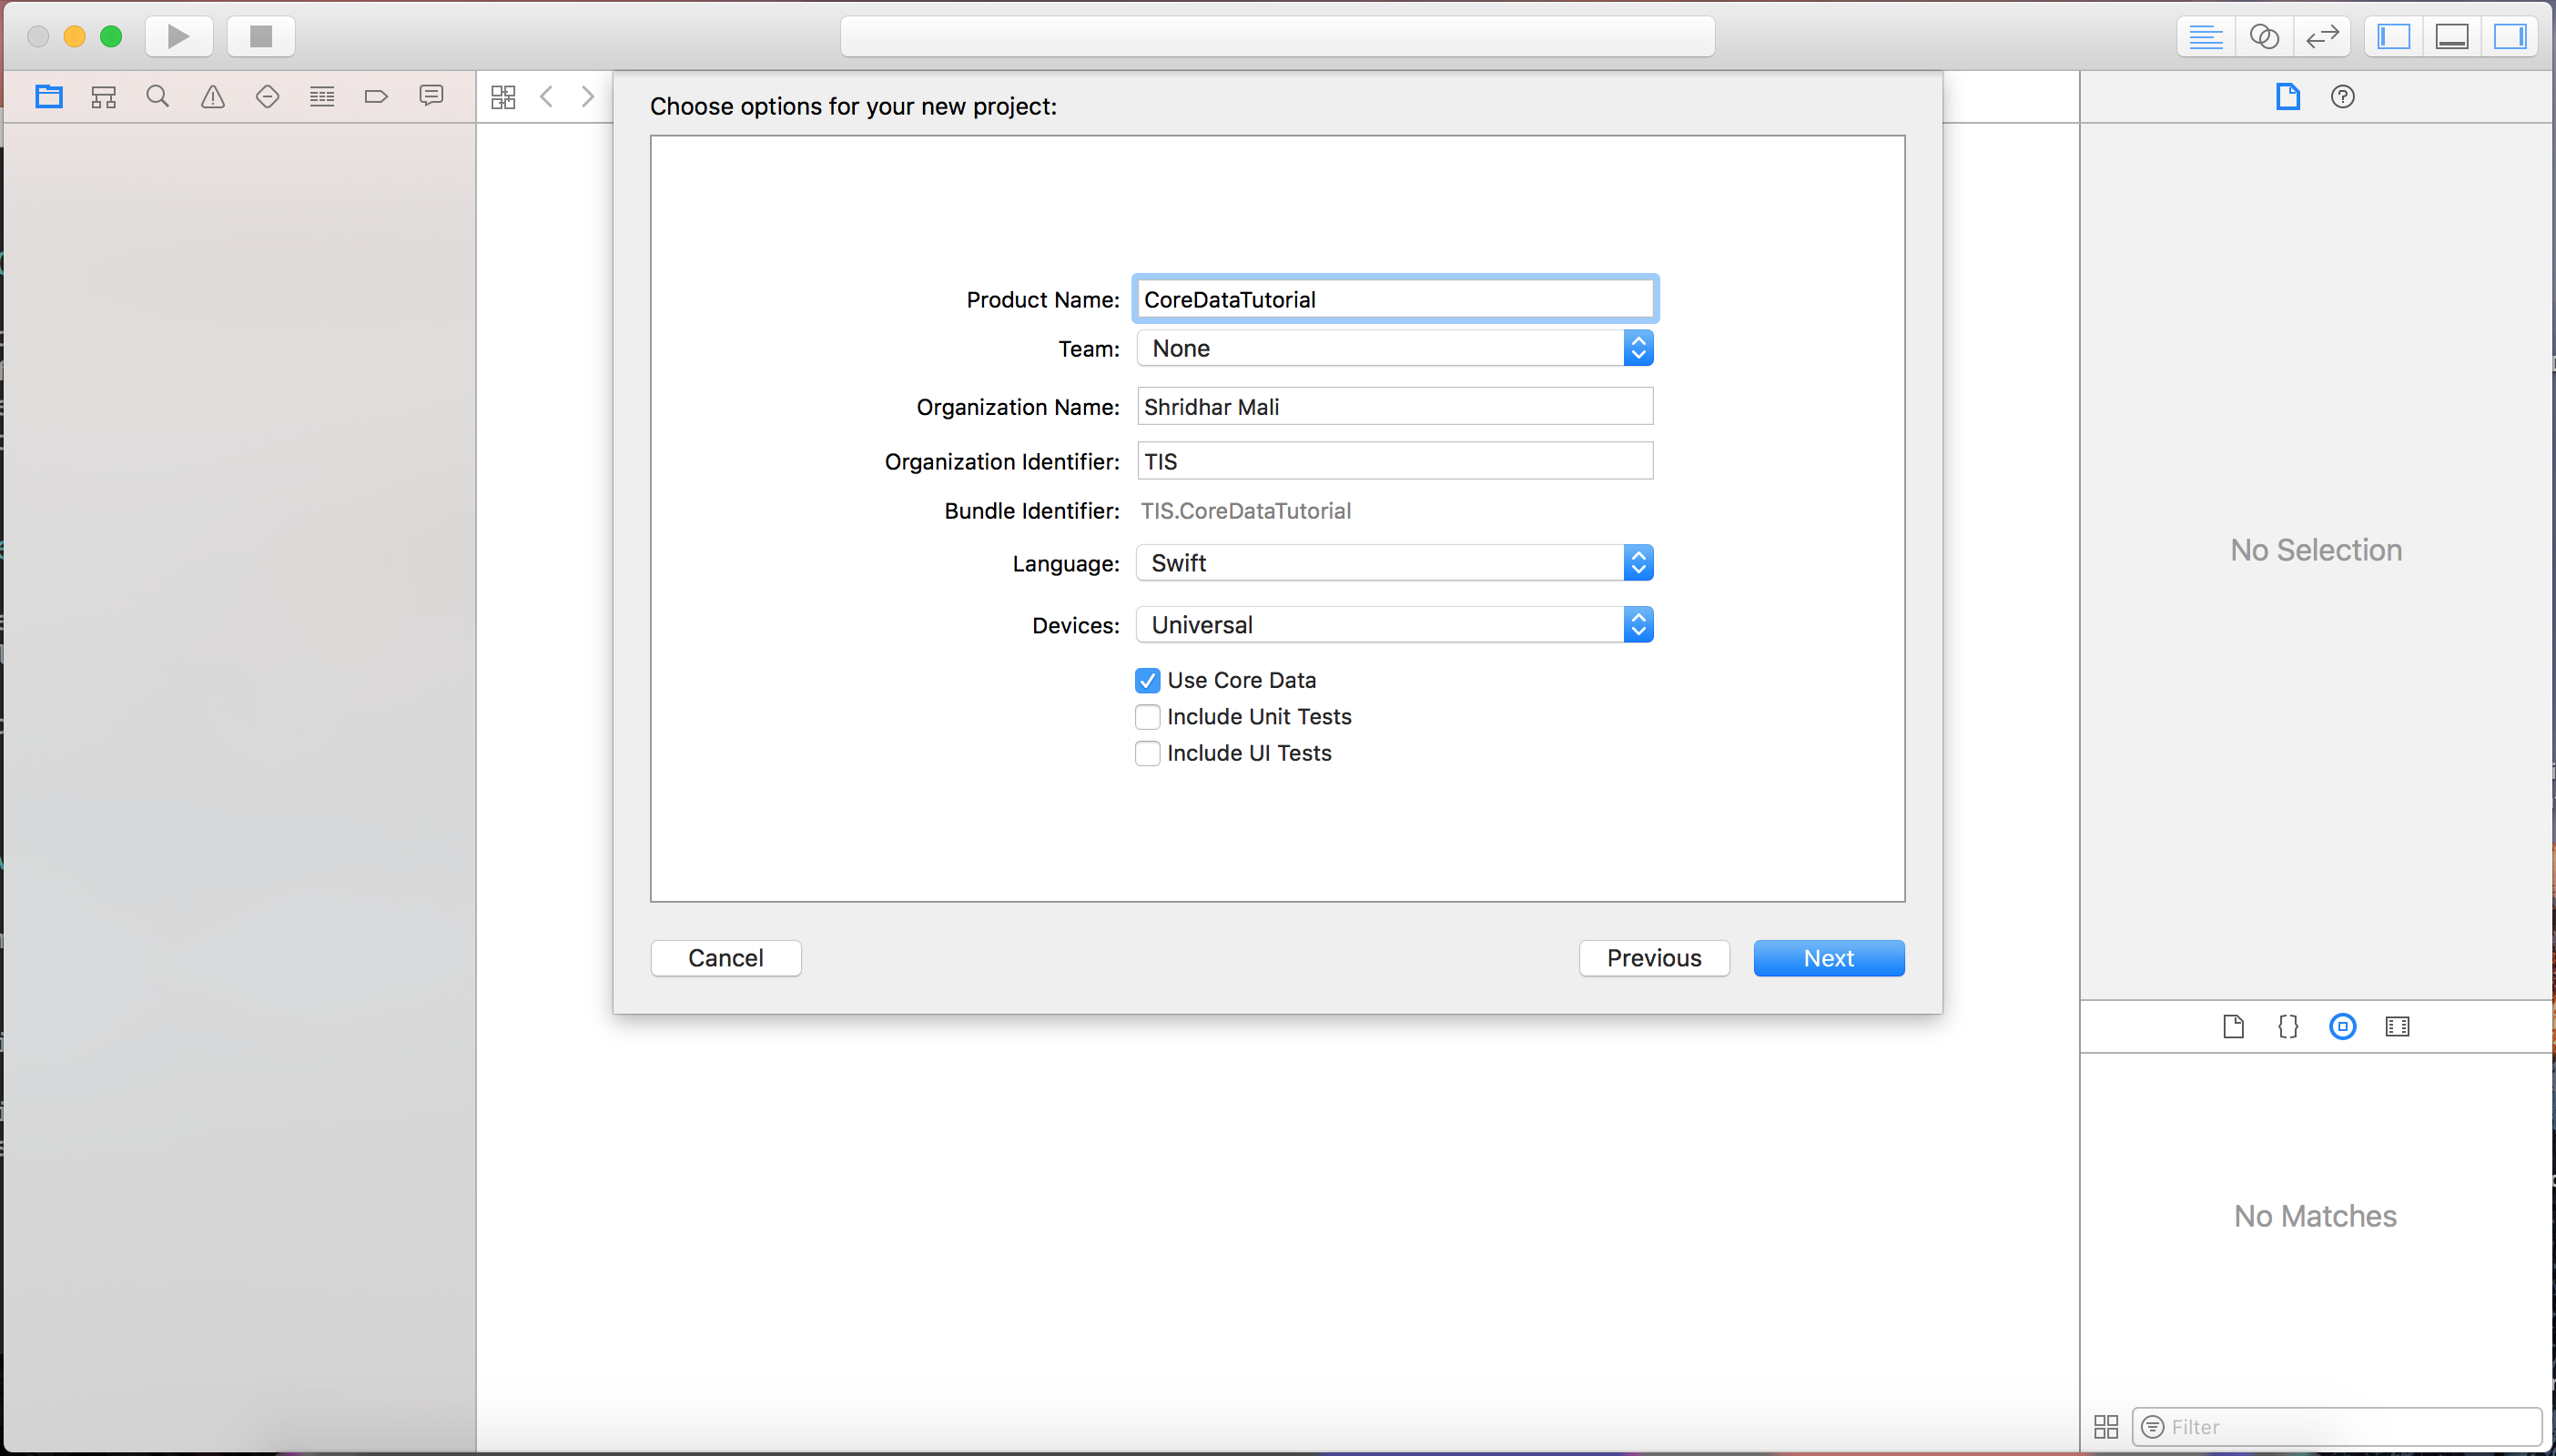 Choose options for your new project:
Product Name: CoreDataTutorial
Team: None
Organization Name: Shridhar Mali
Organization Identifier: TIS
Bundle Identifier: TIS.CoreDataTutorial
Language: Swift
Devices: Universal
Use Core Data
Include Unit Tests
Include UI Tests
Cancel
Previous
Next
No Selection
No Matches
Filter